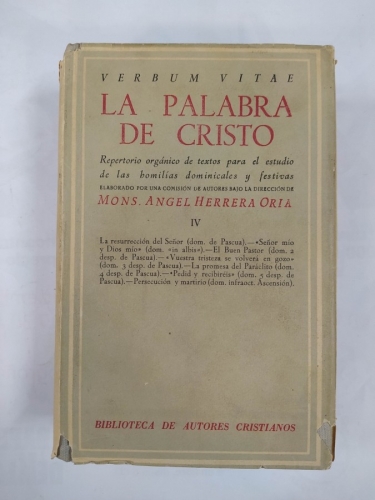 VERBUM VITAE
LA PALABRA
DE CRISTO
Repertorio orgánico de textos para el estudio
de las homilias dominicales y festivas
ELABORADO POR UNA COMISIÓN DE AUTORES BAJO LA DIRECCIÓN DE
MONS. ANGEL HERRERA ORIA
IV
La resurrección del Señor (dom. de Pascua).—«Señor mío
y Dios mío» (dom. «in albis»).—El Buen Pastor (dom. 2
desp. de Pascua).—«Vuestra tristeza se volverá en gozo»
(dom. 3 desp. de Pascua).—La promesa del Paráclito (dom.
4 desp. de Pascua).—«Pedid y recibiréis» (dom. 5 desp. de
Pascua).—Persecución y martirio (dom. infraoct. Ascensión).
BIBLIOTECA DE AUTORES CRISTIANOS